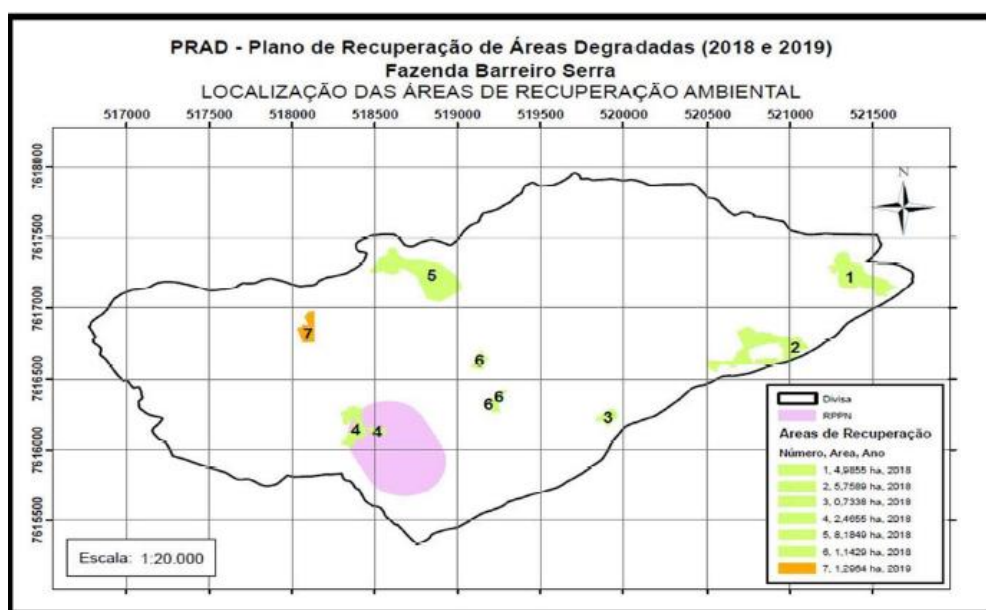 PRAD - Plano de Recuperação de Áreas Degradadas (2018 e 2019)
Fazenda Barreiro Serra
LOCALIZAÇÃO DAS ÁREAS DE RECUPERAÇÃO AMBIENTAL
517000 517500 518000 518500 519000 519500 520000 520500 521000 521500
7618000
7617500
7617000
7616500
7616000
7615500
N
1
5
7
2
6
6
6
3
4
4
Divisa
RPPN
Areas de Recuperação
Número, Area, Ano
1, 4,9855 ha, 2018
2, 5,7589 ha, 2018
3, 0,7338 ha, 2018
4, 2,4655 ha, 2018
5, 8,1849 ha, 2018
6, 1,1429 ha, 2018
7, 1,2964 ha, 2019
Escala: 1:20.000